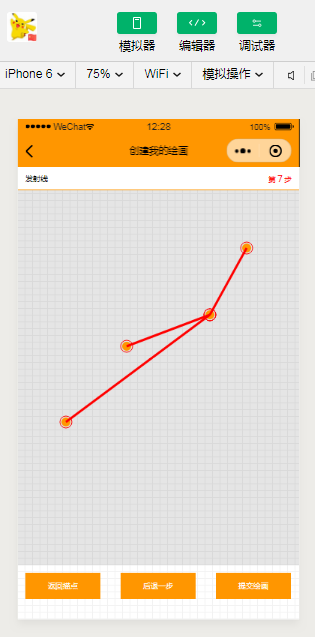 模拟器 编辑器 调试器
iPhone 6 75% WiFi 模拟操作
WeChat 12:28 100%
创建我的绘画
发射线 第 7 步
返回描点 后退一步 提交绘画